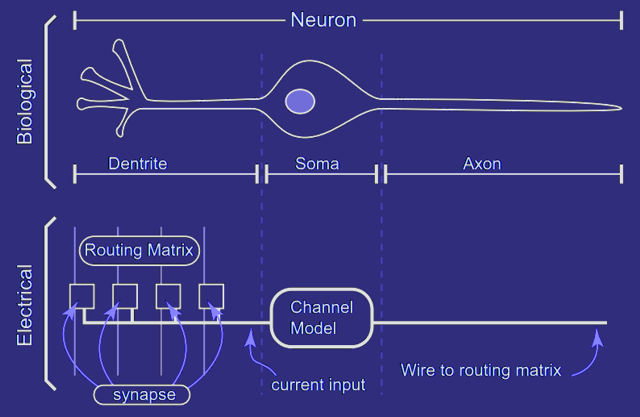 Neuron
Biological
Dentrite
Soma
Axon
Electrical
Routing Matrix
Channel
Model
synapse
current input
Wire to routing matrix